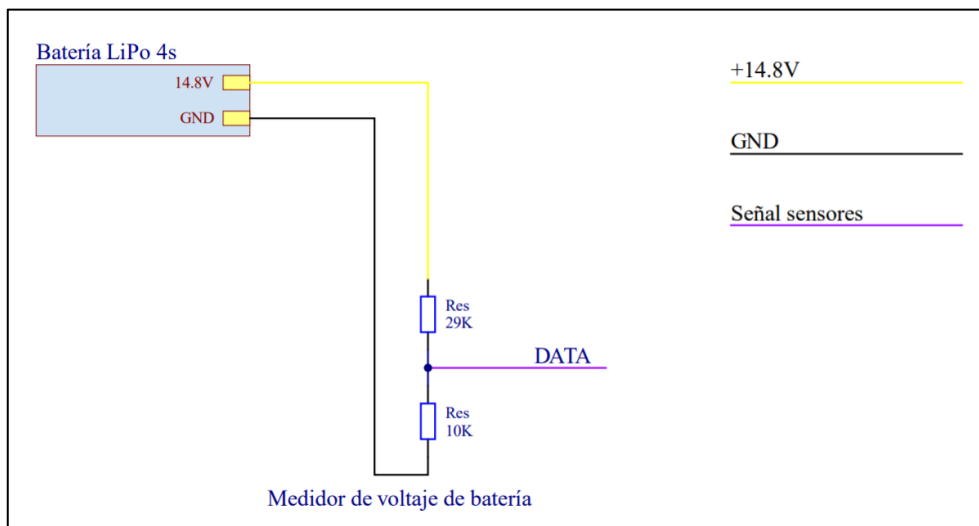 Batería LiPo 4s
14.8V
GND
+14.8V
GND
Señal sensores
Res
29K
DATA
Res
10K
Medidor de voltaje de batería